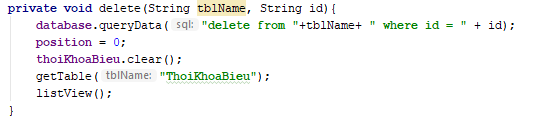 private void delete(String tblName, String id){
database.queryData( sql: "delete from "+tblName+ " where id = " + id);
position = 0;
thoiKhoaBieu.clear();
getTable( tblName: "ThoiKhoaBieu");
listView();
}